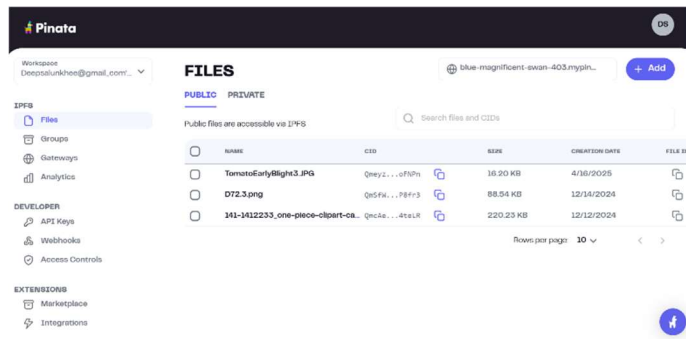 Pinata
DS
Workspace
Deepsalunkhee@gmail_com'...
FILES
blue-magnificent-swan-403.mypin...
+ Add
PUBLIC PRIVATE
IPFS
Files
Groups
Gateways
Analytics
Public files are accessible via IPFS
Search files and CIDs
NAME CID SIZE CREATION DATE FILE I
TomatoEarlyBlight3.JPG Qmeyz...oFNPn 16.20 KB 4/16/2025
D72.3.png QmSfW...P8fr3 88.54 KB 12/14/2024
141-1412233_one-piece-clipart-ca... QmcAe...4teLR 220.23 KB 12/12/2024
Rows per page: 10
DEVELOPER
API Keys
Webhooks
Access Controls
EXTENSIONS
Marketplace
Integrations